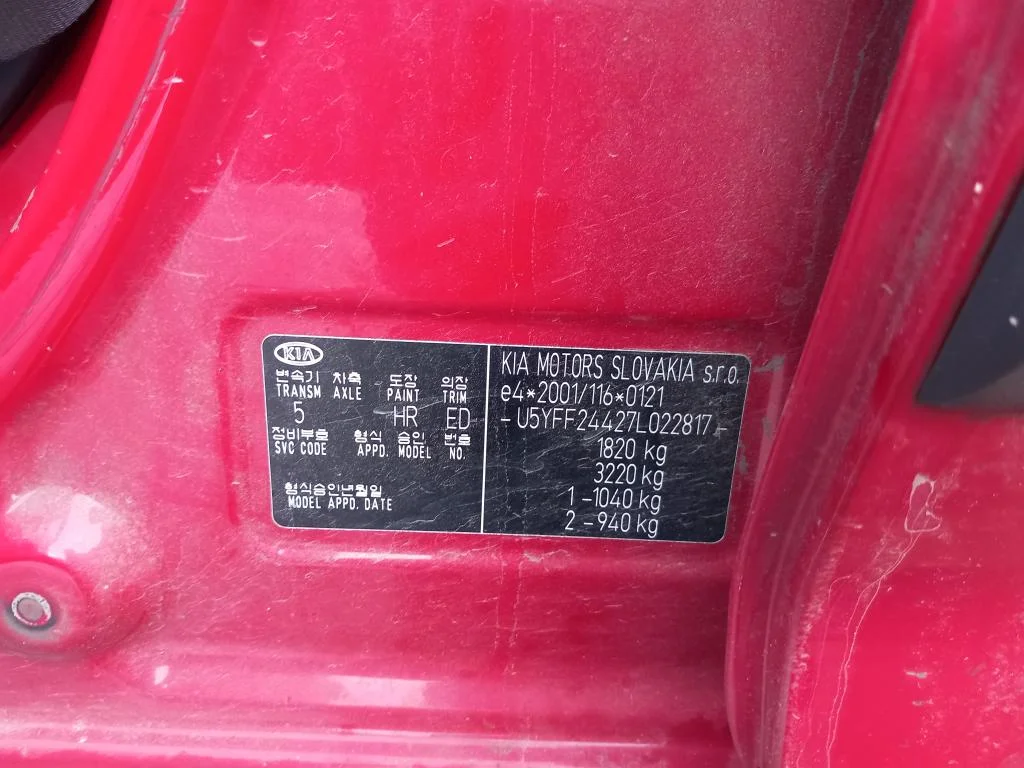 KIA
변속기 차축 도장 의장
TRANSM AXLE PAINT TRIM
5 HR ED
정비부호 형식 승인 번호
SVC CODE APPD. MODEL NO.
형식승인년월일
MODEL APPD. DATE
KIA MOTORS SLOVAKIA s.r.o.
e4*2001/116*0121
- U5YFF24427L022817 -
1820 kg
3220 kg
1 -1040 kg
2 -940 kg